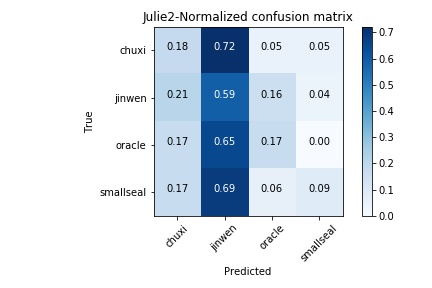 Julie2-Normalized confusion matrix
True
chuxi 0.18 0.72 0.05 0.05
jinwen 0.21 0.59 0.16 0.04
oracle 0.17 0.65 0.17 0.00
smallseal 0.17 0.69 0.06 0.09
chuxi jinwen oracle smallseal
Predicted
0.7
0.6
0.5
0.4
0.3
0.2
0.1
0.0